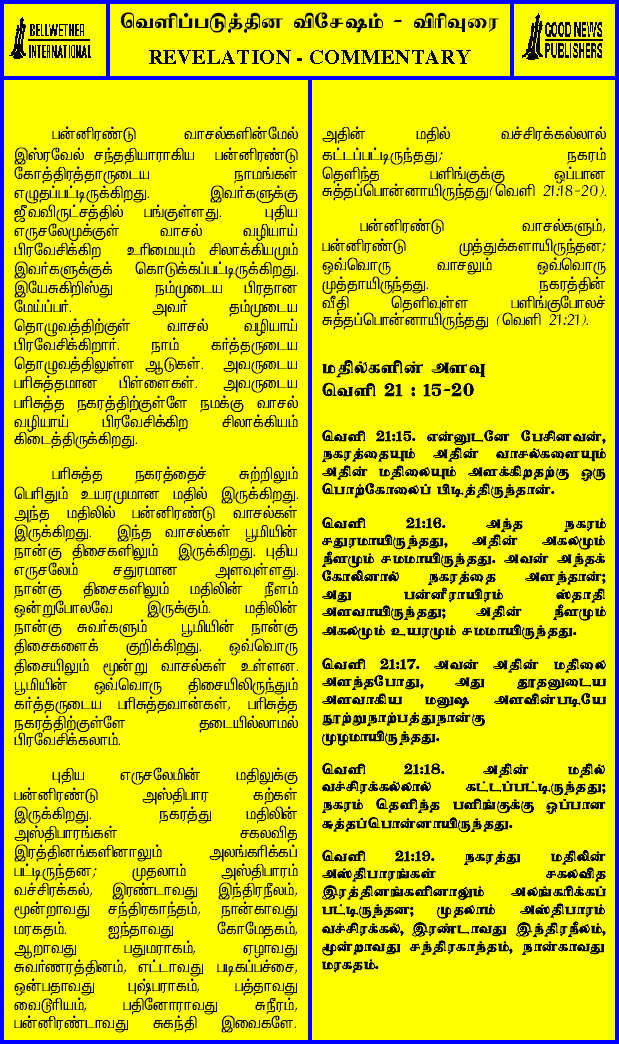 BELLWETHER
INTERNATIONAL
வெளிப்படுத்தின விசேஷம் - விரிவுரை
REVELATION - COMMENTARY
GOOD NEWS
PUBLISHERS
பன்னிரண்டு வாசல்களின்மேல்
இஸ்ரவேல் சந்ததியாராகிய பன்னிரண்டு
கோத்திரத்தாருடைய நாமங்கள்
எழுதப்பட்டிருக்கிறது. இவர்களுக்கு
ஜீவவிருட்சத்தில் பங்குள்ளது. புதிய
எருசலேமுக்குள் வாசல் வழியாய்
பிரவேசிக்கிற உரிமையும் சிலாக்கியமும்
இவர்களுக்குக் கொடுக்கப்பட்டிருக்கிறது.
இயேசுகிறிஸ்து நம்முடைய பிரதான
மேய்ப்பர். அவர் தம்முடைய
தொழுவத்திற்குள் வாசல் வழியாய்
பிரவேசிக்கிறார். நாம் கர்த்தருடைய
தொழுவத்திலுள்ள ஆடுகள். அவருடைய
பரிசுத்தமான பிள்ளைகள். அவருடைய
பரிசுத்த நகரத்திற்குள்ளே நமக்கு வாசல்
வழியாய் பிரவேசிக்கிற சிலாக்கியம்
கிடைத்திருக்கிறது.
பரிசுத்த நகரத்தைச் சுற்றிலும்
பெரிதும் உயரமுமான மதில் இருக்கிறது.
அந்த மதிலில் பன்னிரண்டு வாசல்கள்
இருக்கிறது. இந்த வாசல்கள் பூமியின்
நான்கு திசைகளிலும் இருக்கிறது. புதிய
எருசலேம் சதுரமான அளவுள்ளது.
நான்கு திசைகளிலும் மதிலின் நீளம்
ஒன்றுபோலவே இருக்கும். மதிலின்
நான்கு சுவர்களும் பூமியின் நான்கு
திசைகளைக் குறிக்கிறது. ஒவ்வொரு
திசையிலும் மூன்று வாசல்கள் உள்ளன.
பூமியின் ஒவ்வொரு திசையிலிருந்தும்
கர்த்தருடைய பரிசுத்தவான்கள், பரிசுத்த
நகரத்திற்குள்ளே தடையில்லாமல்
பிரவேசிக்கலாம்.
புதிய எருசலேமின் மதிலுக்கு
பன்னிரண்டு அஸ்திபார கற்கள்
இருக்கிறது. நகரத்து மதிலின்
அஸ்திபாரங்கள் சகலவித
இரத்தினங்களினாலும் அலங்கரிக்கப்
பட்டிருந்தன; முதலாம் அஸ்திபாரம்
வச்சிரக்கல், இரண்டாவது இந்திரநீலம்,
மூன்றாவது சந்திரகாந்தம், நான்காவது
மரகதம். ஐந்தாவது கோமேதகம்,
ஆறாவது பதுமராகம், ஏழாவது
சுவர்ணரத்தினம், எட்டாவது படிகப்பச்சை,
ஒன்பதாவது புஷ்பராகம், பத்தாவது
வைடூரியம், பதினோராவது சுநீரம்,
பன்னிரண்டாவது சுகந்தி இவைகளே.
அதின் மதில் வச்சிரக்கல்லால்
கட்டப்பட்டிருந்தது; நகரம்
தெளிந்த பளிங்குக்கு ஒப்பான
சுத்தப்பொன்னாயிருந்தது(வெளி 21:18-20).
பன்னிரண்டு வாசல்களும்,
பன்னிரண்டு முத்துக்களாயிருந்தன;
ஒவ்வொரு வாசலும் ஒவ்வொரு
முத்தாயிருந்தது. நகரத்தின்
வீதி தெளிவுள்ள பளிங்குபோலச்
சுத்தப்பொன்னாயிருந்தது (வெளி 21:21).
மதில்களின் அளவு
வெளி 21 : 15-20
வெளி 21:15. என்னுடனே பேசினவன்,
நகரத்தையும் அதின் வாசல்களையும்
அதின் மதிலையும் அளக்கிறதற்கு ஒரு
பொற்கோலைப் பிடித்திருந்தான்.
வெளி 21:16. அந்த நகரம்
சதுரமாயிருந்தது, அதின் அகலமும்
நீளமும் சமமாயிருந்தது. அவன் அந்தக்
கோலினால் நகரத்தை அளந்தான்;
அது பன்னீராயிரம் ஸ்தாதி
அளவாயிருந்தது; அதின் நீளமும்
அகலமும் உயரமும் சமமாயிருந்தது.
வெளி 21:17. அவன் அதின் மதிலை
அளந்தபோது, அது தூதனுடைய
அளவாகிய மனுஷ அளவின்படியே
நூற்றுநாற்பத்துநான்கு
முழமாயிருந்தது.
வெளி 21:18. அதின் மதில்
வச்சிரக்கல்லால் கட்டப்பட்டிருந்தது;
நகரம் தெளிந்த பளிங்குக்கு ஒப்பான
சுத்தப்பொன்னாயிருந்தது.
வெளி 21:19. நகரத்து மதிலின்
அஸ்திபாரங்கள் சகலவித
இரத்தினங்களினாலும் அலங்கரிக்கப்
பட்டிருந்தன; முதலாம் அஸ்திபாரம்
வச்சிரக்கல், இரண்டாவது இந்திரநீலம்,
மூன்றாவது சந்திரகாந்தம், நான்காவது
மரகதம்.